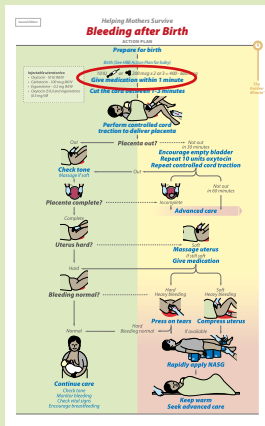 Helping Mothers Survive
Bleeding after Birth
ACTION PLAN
Prepare for birth
Give medication within 1 minute
Cut the cord between 1-3 minutes
Perform controlled cord
traction to deliver placenta
Placenta out?
Out
Not out
in 30 minutes
Encourage empty bladder
Repeat 10 units oxytocin
Repeat controlled cord traction
Out
Check tone
Massage if soft
Not out
in 60 minutes
Placenta complete?
Incomplete
Advanced care
Complete
Uterus hard?
Soft
Massage uterus
If still soft
Give medication
Hard
Bleeding normal?
Hard
Heavy Bleeding
Soft
Heavy Bleeding
Press on tears
Compress uterus
Normal
Hard
Bleeding normal
If available
Rapidly apply NASG
Continue care
Check tone
Monitor bleeding
Check vital signs
Encourage breastfeeding
Keep warm
Seek advanced care